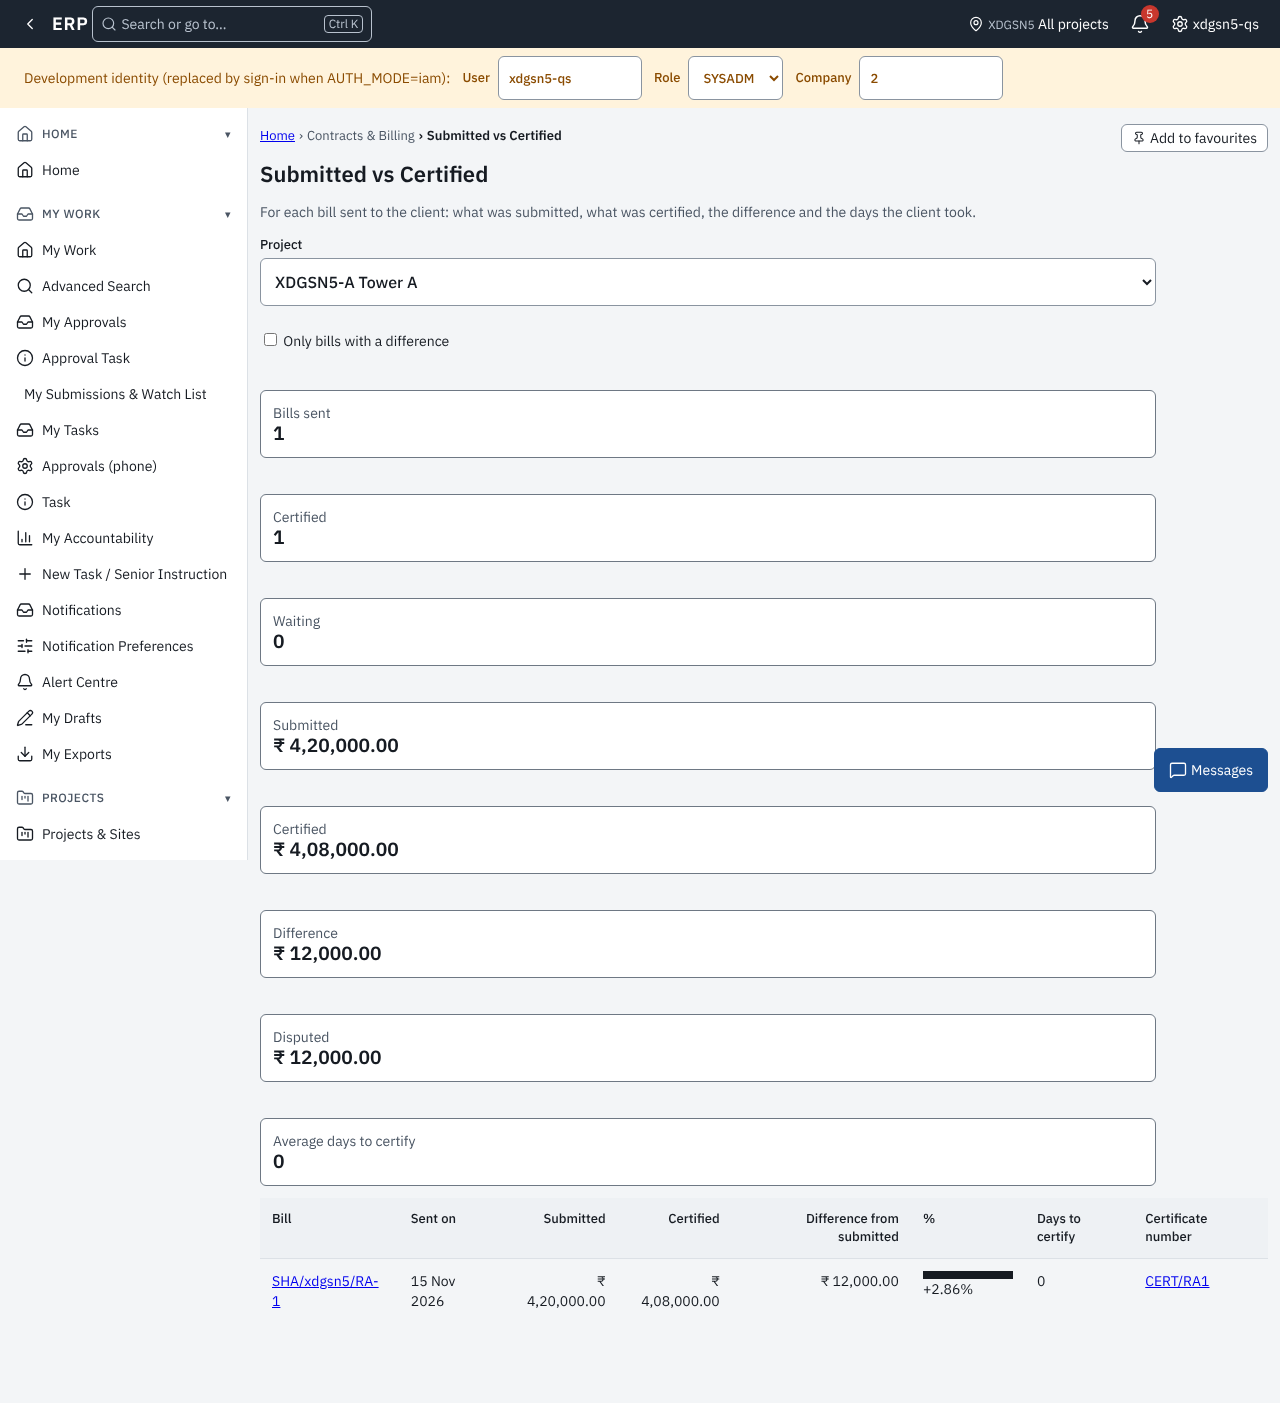 ERP
Search or go to...
Ctrl K
XDGSN5 All projects
5
xdgsn5-qs
Development identity (replaced by sign-in when AUTH_MODE=iam):
User
xdgsn5-qs
Role
SYSADM
Company
2
HOME
Home
MY WORK
My Work
Advanced Search
My Approvals
Approval Task
My Submissions & Watch List
My Tasks
Approvals (phone)
Task
My Accountability
New Task / Senior Instruction
Notifications
Notification Preferences
Alert Centre
My Drafts
My Exports
PROJECTS
Projects & Sites
Home › Contracts & Billing › Submitted vs Certified
Add to favourites
Submitted vs Certified
For each bill sent to the client: what was submitted, what was certified, the difference and the days the client took.
Project
XDGSN5-A Tower A
Only bills with a difference
Bills sent
1
Certified
1
Waiting
0
Submitted
₹ 4,20,000.00
Messages
Certified
₹ 4,08,000.00
Difference
₹ 12,000.00
Disputed
₹ 12,000.00
Average days to certify
0
Bill
Sent on
Submitted
Certified
Difference from
submitted
%
Days to
certify
Certificate
number
SHA/xdgsn5/RA-
1
15 Nov
2026
₹
4,20,000.00
₹
4,08,000.00
₹ 12,000.00
+2.86%
0
CERT/RA1